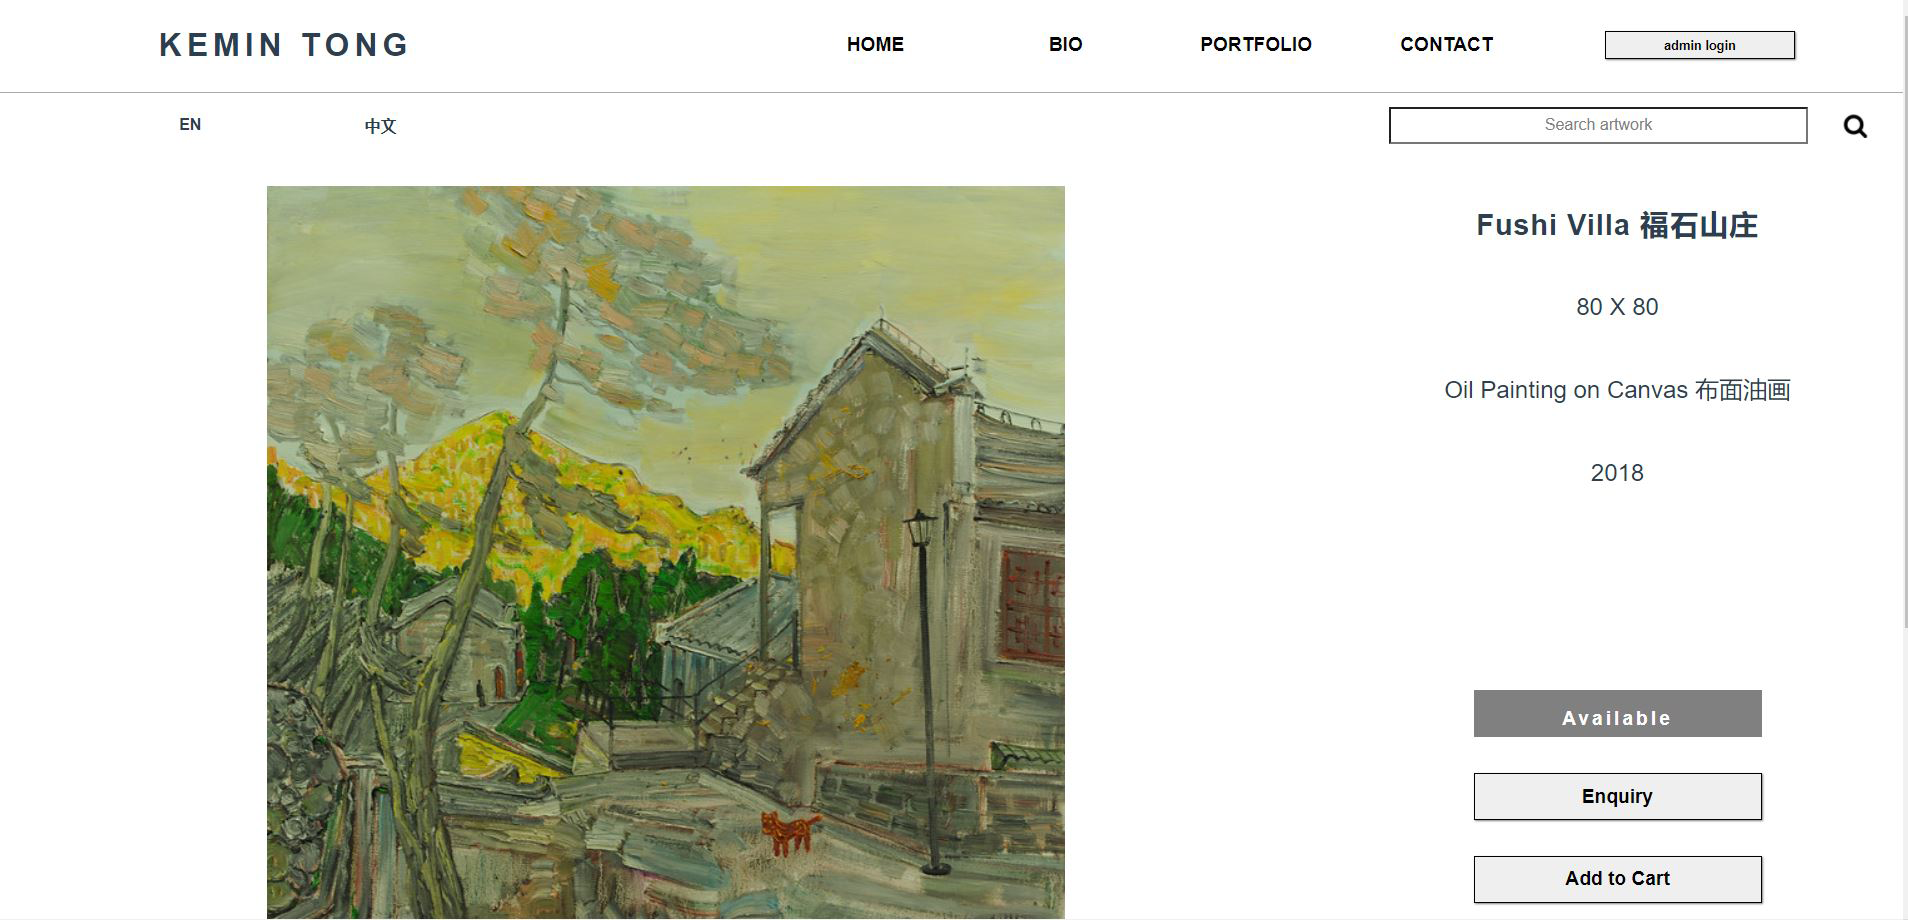 KEMIN TONG
HOME
BIO
PORTFOLIO
CONTACT
admin login
EN
中文
Search artwork
Fushi Villa 福石山庄
80 X 80
Oil Painting on Canvas 布面油画
2018
Available
Enquiry
Add to Cart